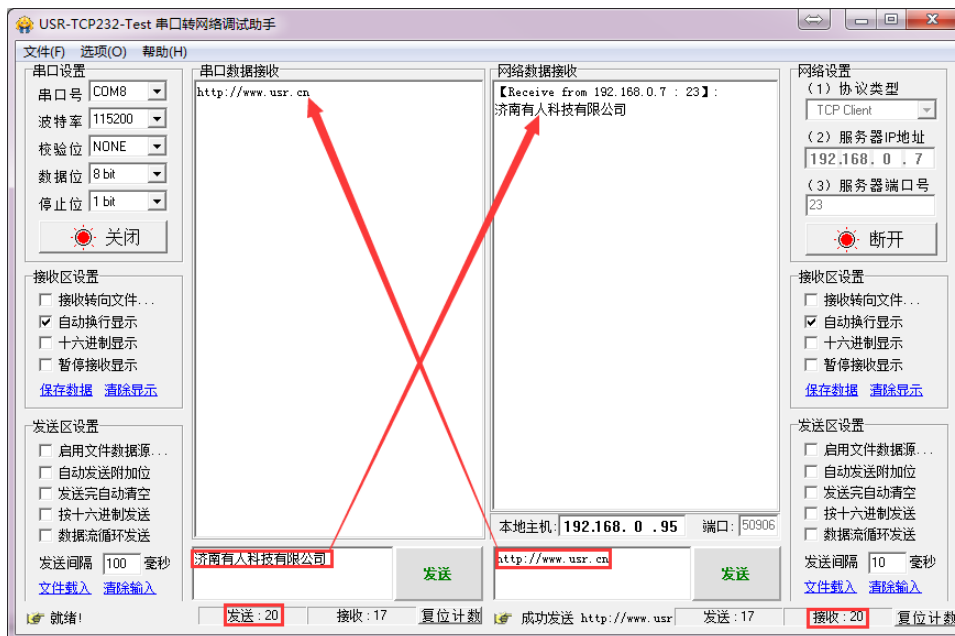 USR-TCP232-Test 串口转网络调试助手
文件(F) 选项(O) 帮助(H)
串口设置
串口号 COM8
波特率 115200
校验位 NONE
数据位 8 bit
停止位 1 bit
关闭
接收区设置
接收转向文件...
自动换行显示
十六进制显示
暂停接收显示
保存数据 清除显示
发送区设置
启用文件数据源...
自动发送附加位
发送完自动清空
按十六进制发送
数据流循环发送
发送间隔 100 毫秒
文件载入 清除输入
就绪!
串口数据接收
http://www.usr.cn
济南有人科技有限公司
发送
发送:20 接收:17 复位计数
网络数据接收
【Receive from 192.168.0.7 : 23】:
济南有人科技有限公司
本地主机: 192.168. 0 .95 端口: 50906
http://www.usr.cn
发送
成功发送 http://www.usr 发送:17 接收:20 复位计数
网络设置
(1) 协议类型
TCP Client
(2) 服务器IP地址
192.168. 0 . 7
(3) 服务器端口号
23
断开
接收区设置
接收转向文件...
自动换行显示
十六进制显示
暂停接收显示
保存数据 清除显示
发送区设置
启用文件数据源...
自动发送附加位
发送完自动清空
按十六进制发送
数据流循环发送
发送间隔 10 毫秒
文件载入 清除输入